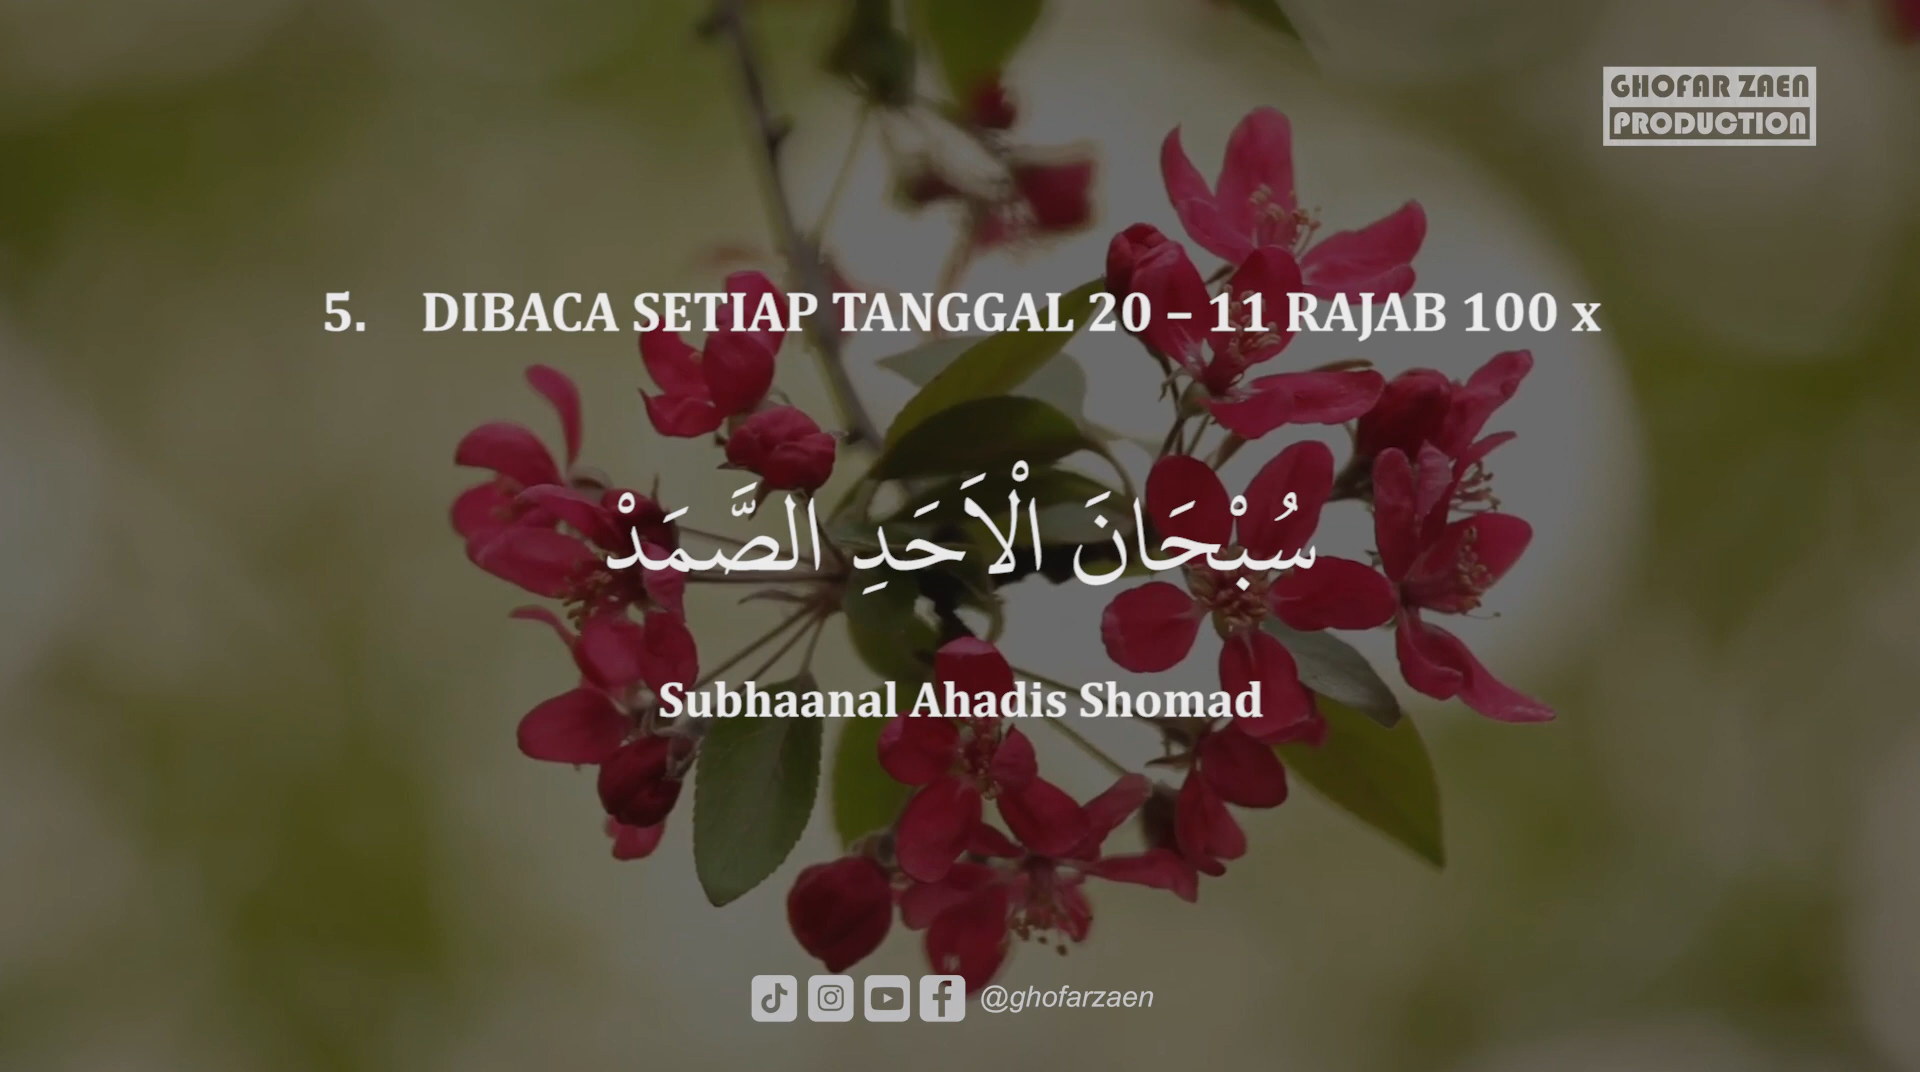 GHOFAR ZAEN
PRODUCTION
5. DIBACA SETIAP TANGGAL 20 – 11 RAJAB 100 x
سُبْحَانَ الْاَحَدِ الصَّمَدْ
Subhaanal Ahadis Shomad
@ghofarzaen